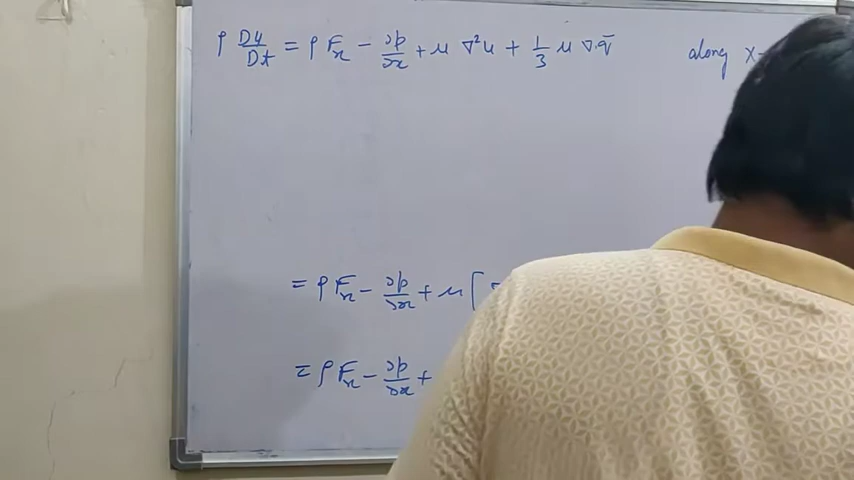 ρ Du/Dt = ρ Fx - ∂p/∂x + μ ∇²u + 1/3 μ ∇.q̄ along x-
= ρ Fx - ∂p/∂x + μ [
= ρ Fx - ∂p/∂x +